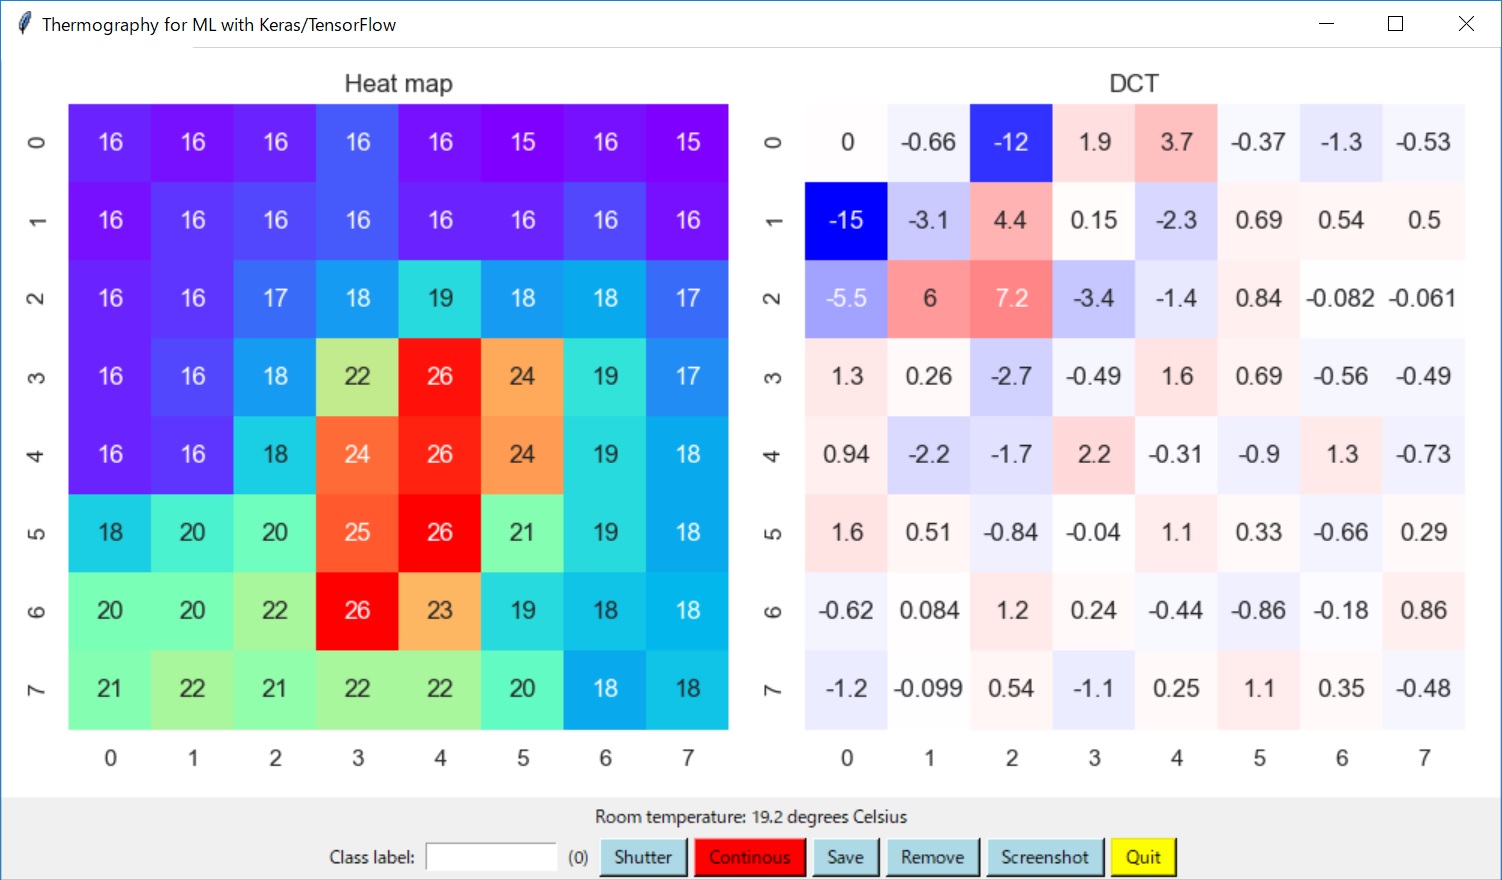 Thermography for ML with Keras/TensorFlow
Heat map
0 16 16 16 16 16 15 16 15
1 16 16 16 16 16 16 16 16
2 16 16 17 18 19 18 18 17
3 16 16 18 22 26 24 19 17
4 16 16 18 24 26 24 19 18
5 18 20 20 25 26 21 19 18
6 20 20 22 26 23 19 18 18
7 21 22 21 22 22 20 18 18
0 1 2 3 4 5 6 7
DCT
0 0 -0.66 -12 1.9 3.7 -0.37 -1.3 -0.53
1 -15 -3.1 4.4 0.15 -2.3 0.69 0.54 0.5
2 -5.5 6 7.2 -3.4 -1.4 0.84 -0.082 -0.061
3 1.3 0.26 -2.7 -0.49 1.6 0.69 -0.56 -0.49
4 0.94 -2.2 -1.7 2.2 -0.31 -0.9 1.3 -0.73
5 1.6 0.51 -0.84 -0.04 1.1 0.33 -0.66 0.29
6 -0.62 0.084 1.2 0.24 -0.44 -0.86 -0.18 0.86
7 -1.2 -0.099 0.54 -1.1 0.25 1.1 0.35 -0.48
0 1 2 3 4 5 6 7
Room temperature: 19.2 degrees Celsius
Class label: (0) Shutter Continous Save Remove Screenshot Quit